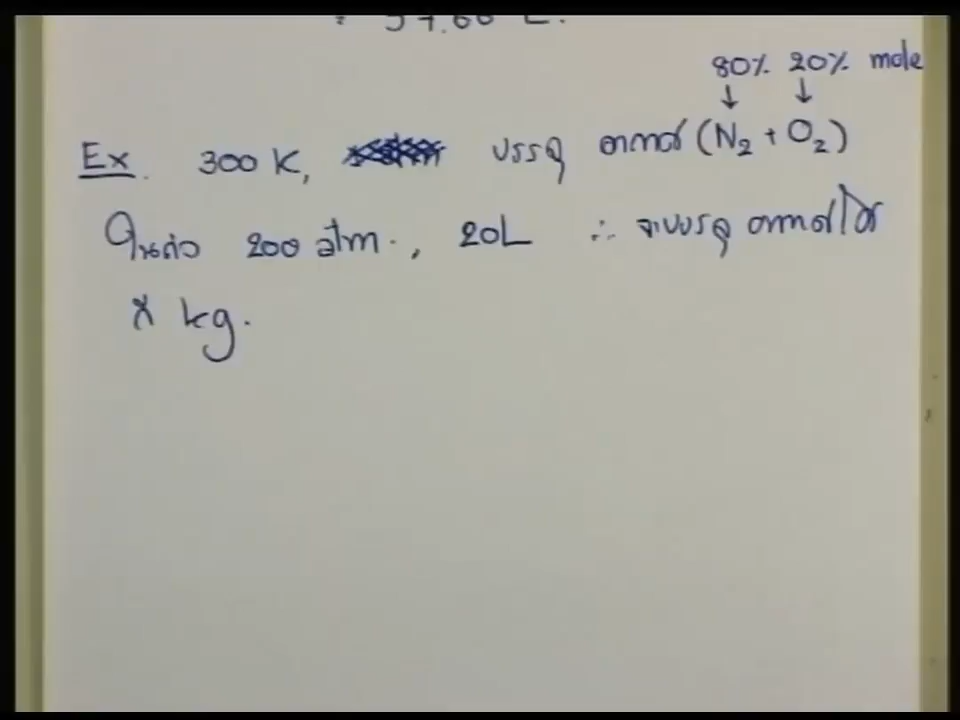 80% 20% mole
↓ ↓
Ex. 300 K, บรรจุ อากาศ (N₂ + O₂)
ในถัง 200 atm., 20L ∴ จะบรรจุ อากาศได้
x kg.